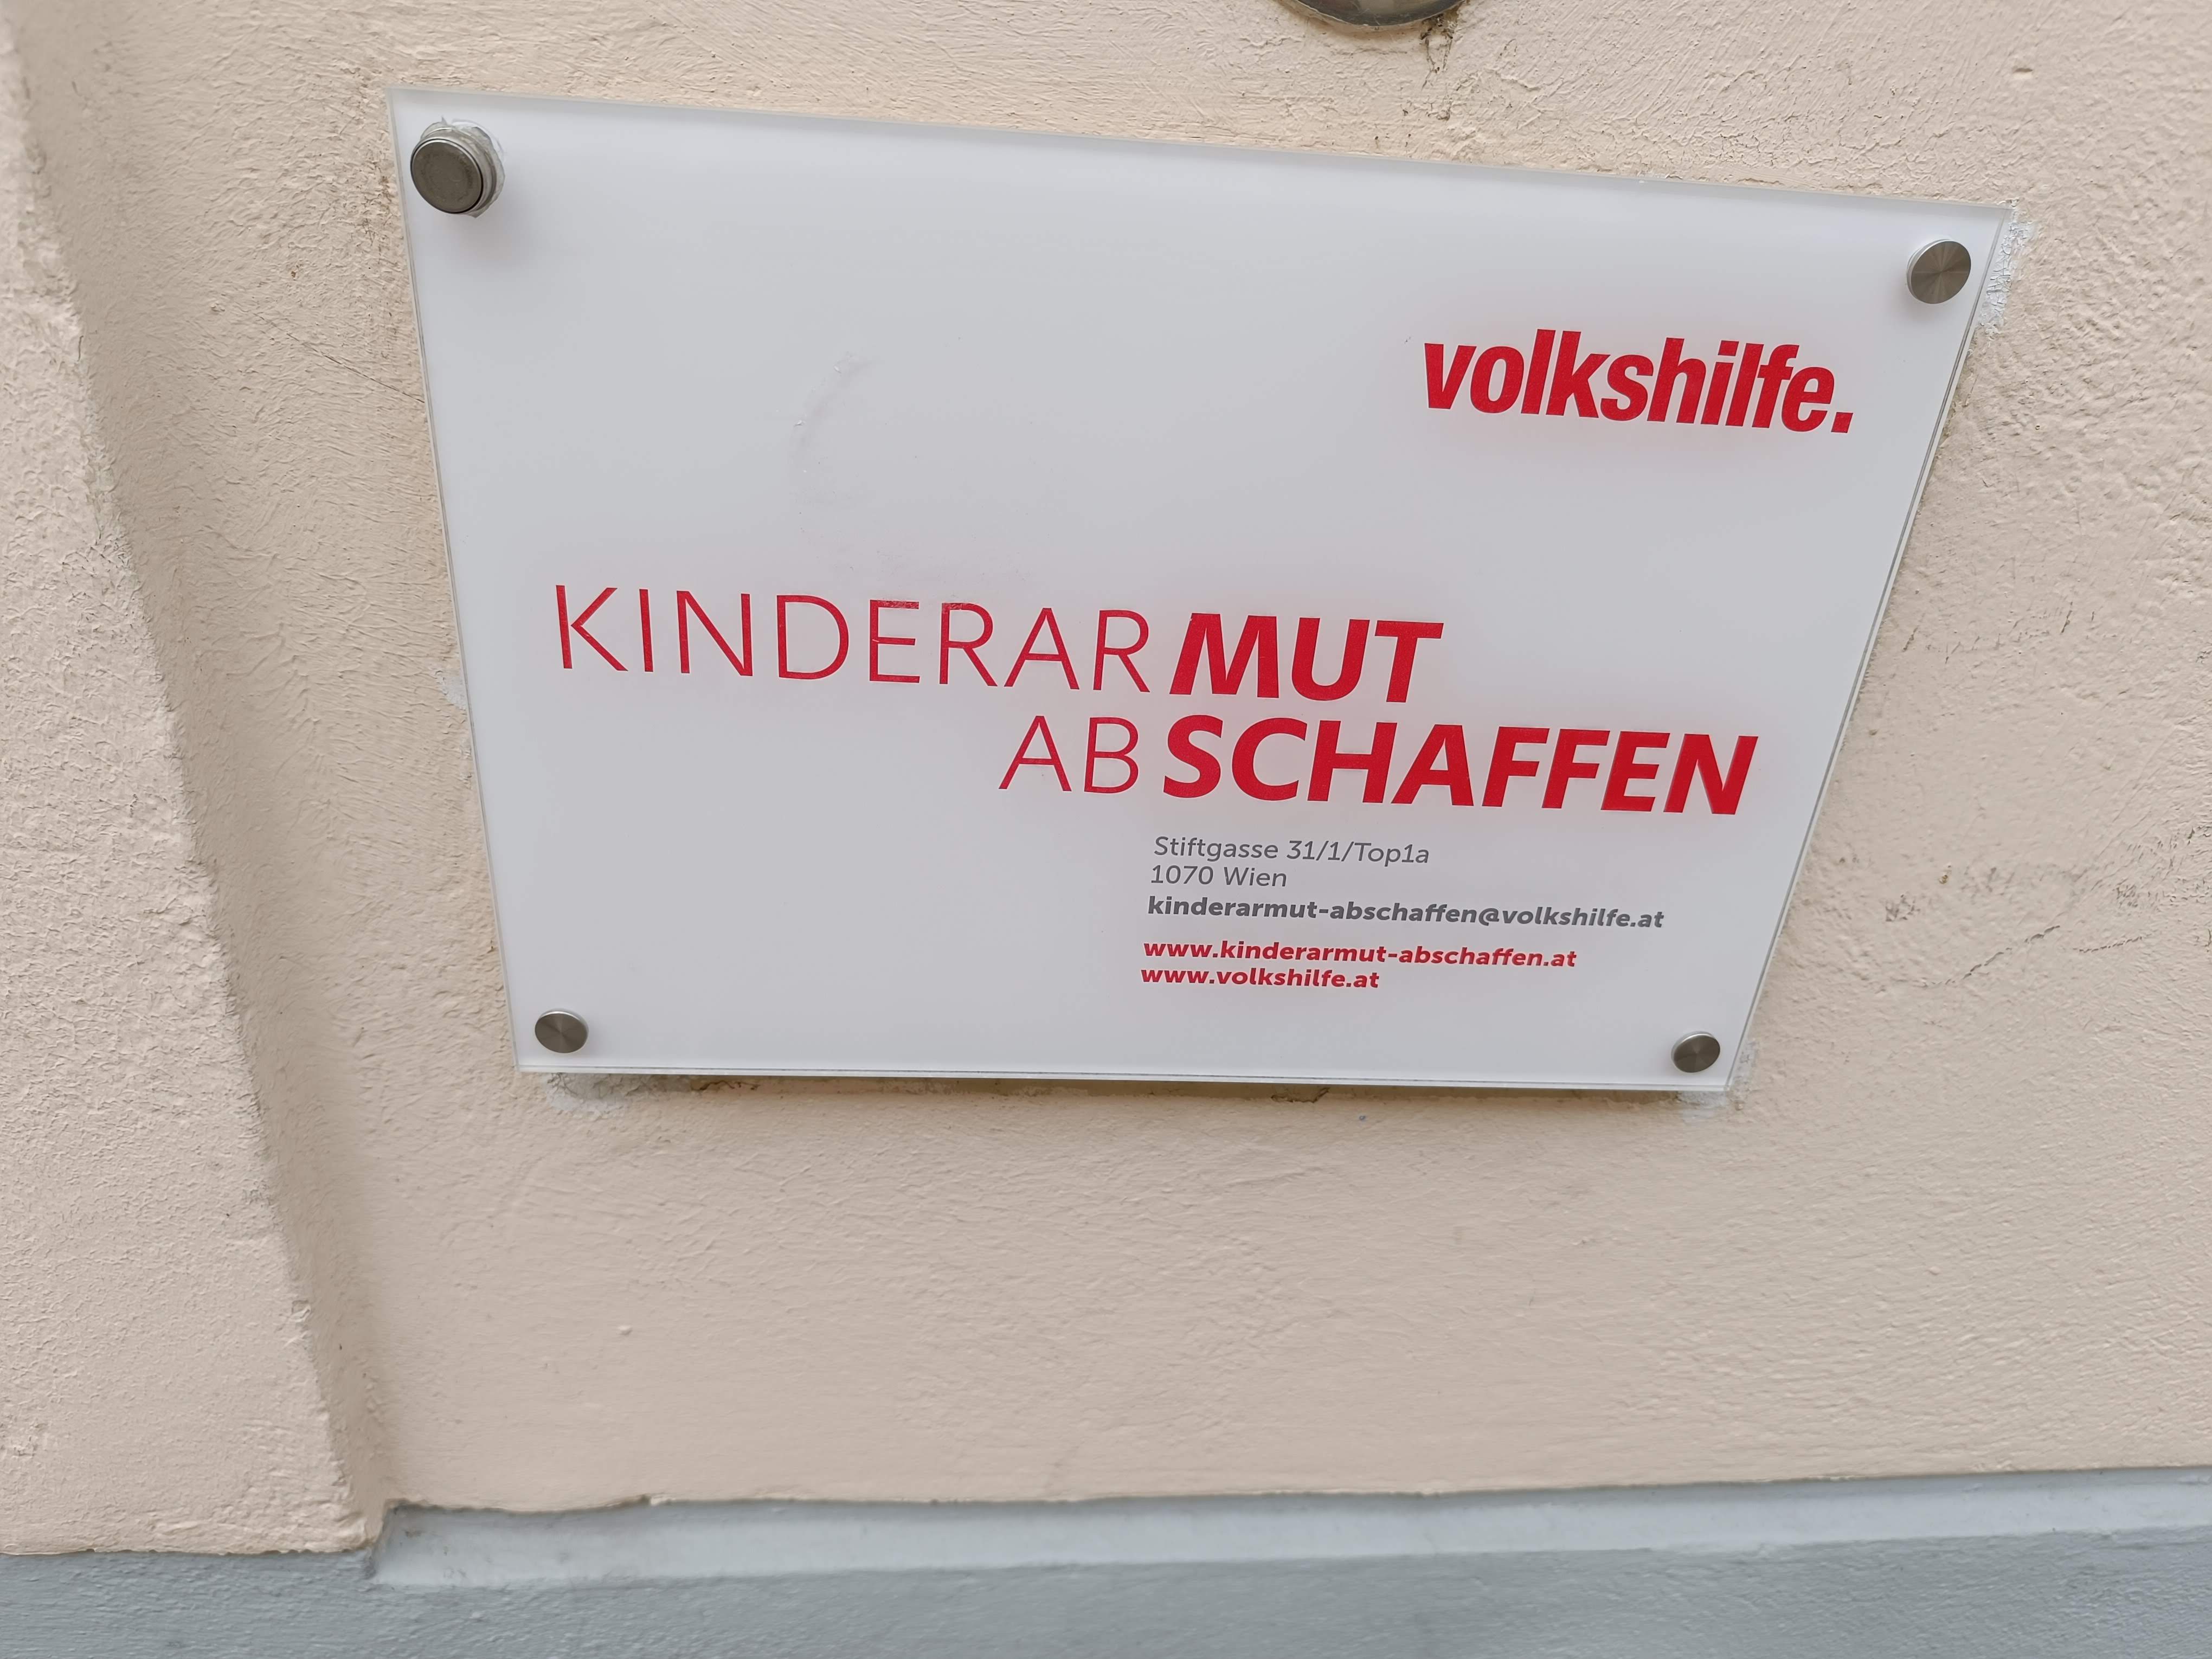 volkshilfe.
KINDERARMUT
ABSCHAFFEN
Stiftgasse 31/1/Top1a
1070 Wien
kinderarmut-abschaffen@volkshilfe.at
www.kinderarmut-abschaffen.at
www.volkshilfe.at